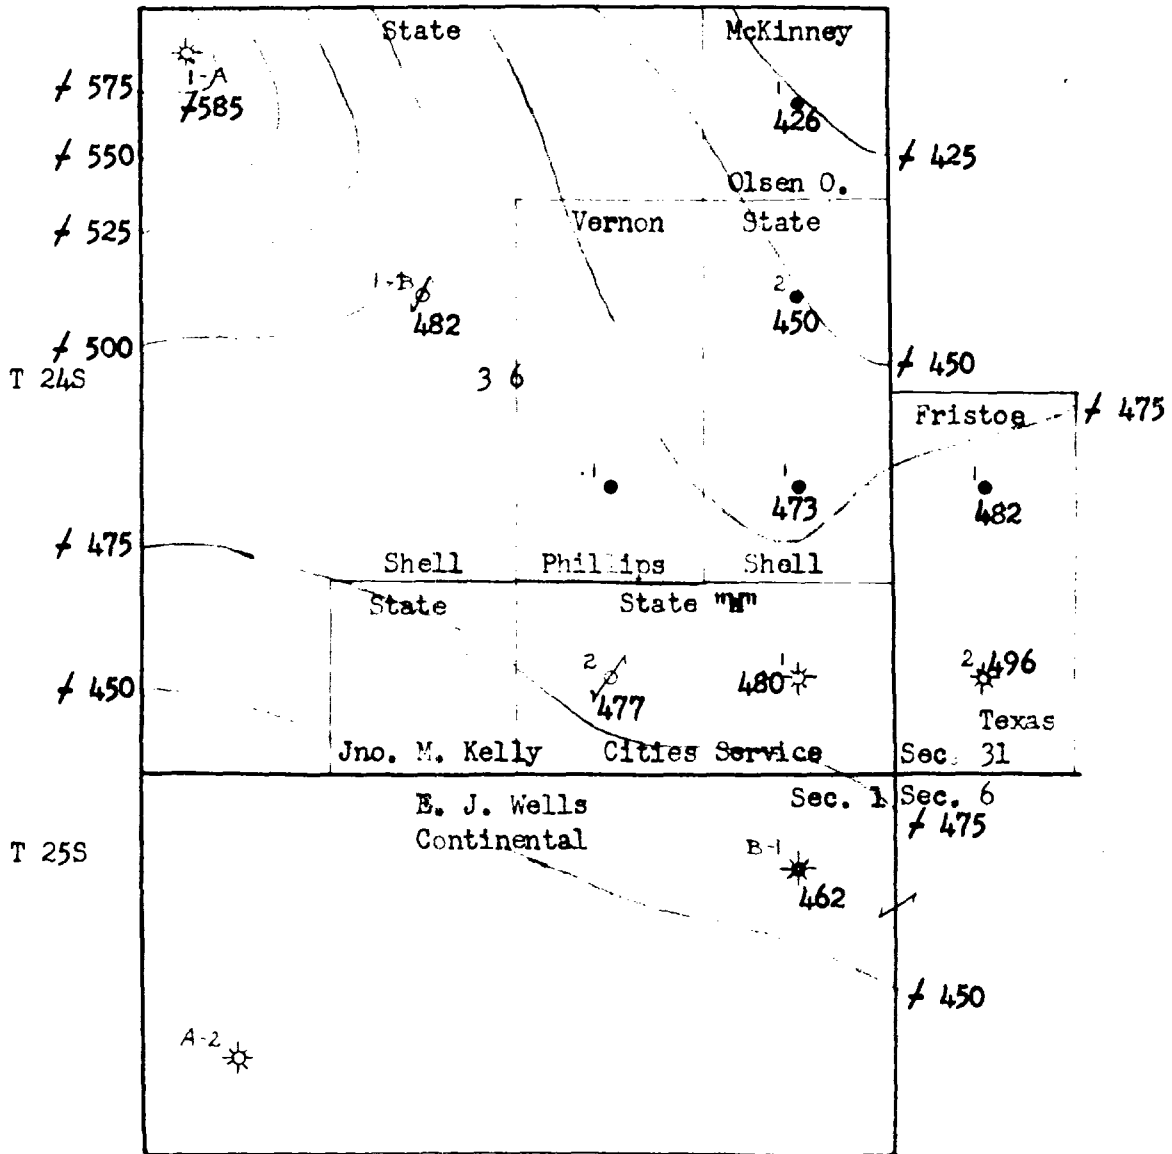 State McKinney
1-A
+ 575
+585
1
426
+ 550
+ 425
Olsen O.
+ 525
Vernon State
1-B
482
2
450
+ 500
+ 450
T 24S
3 6
Fristoe
+ 475
1
1
473
1
482
+ 475
Shell Phillips Shell
State State "W"
2
477
1
480
2
496
+ 450
Texas
Jno. M. Kelly Cities Service Sec. 31
E. J. Wells
Continental
Sec. 1 Sec. 6
+ 475
T 25S
B-1
462
+ 450
A-2